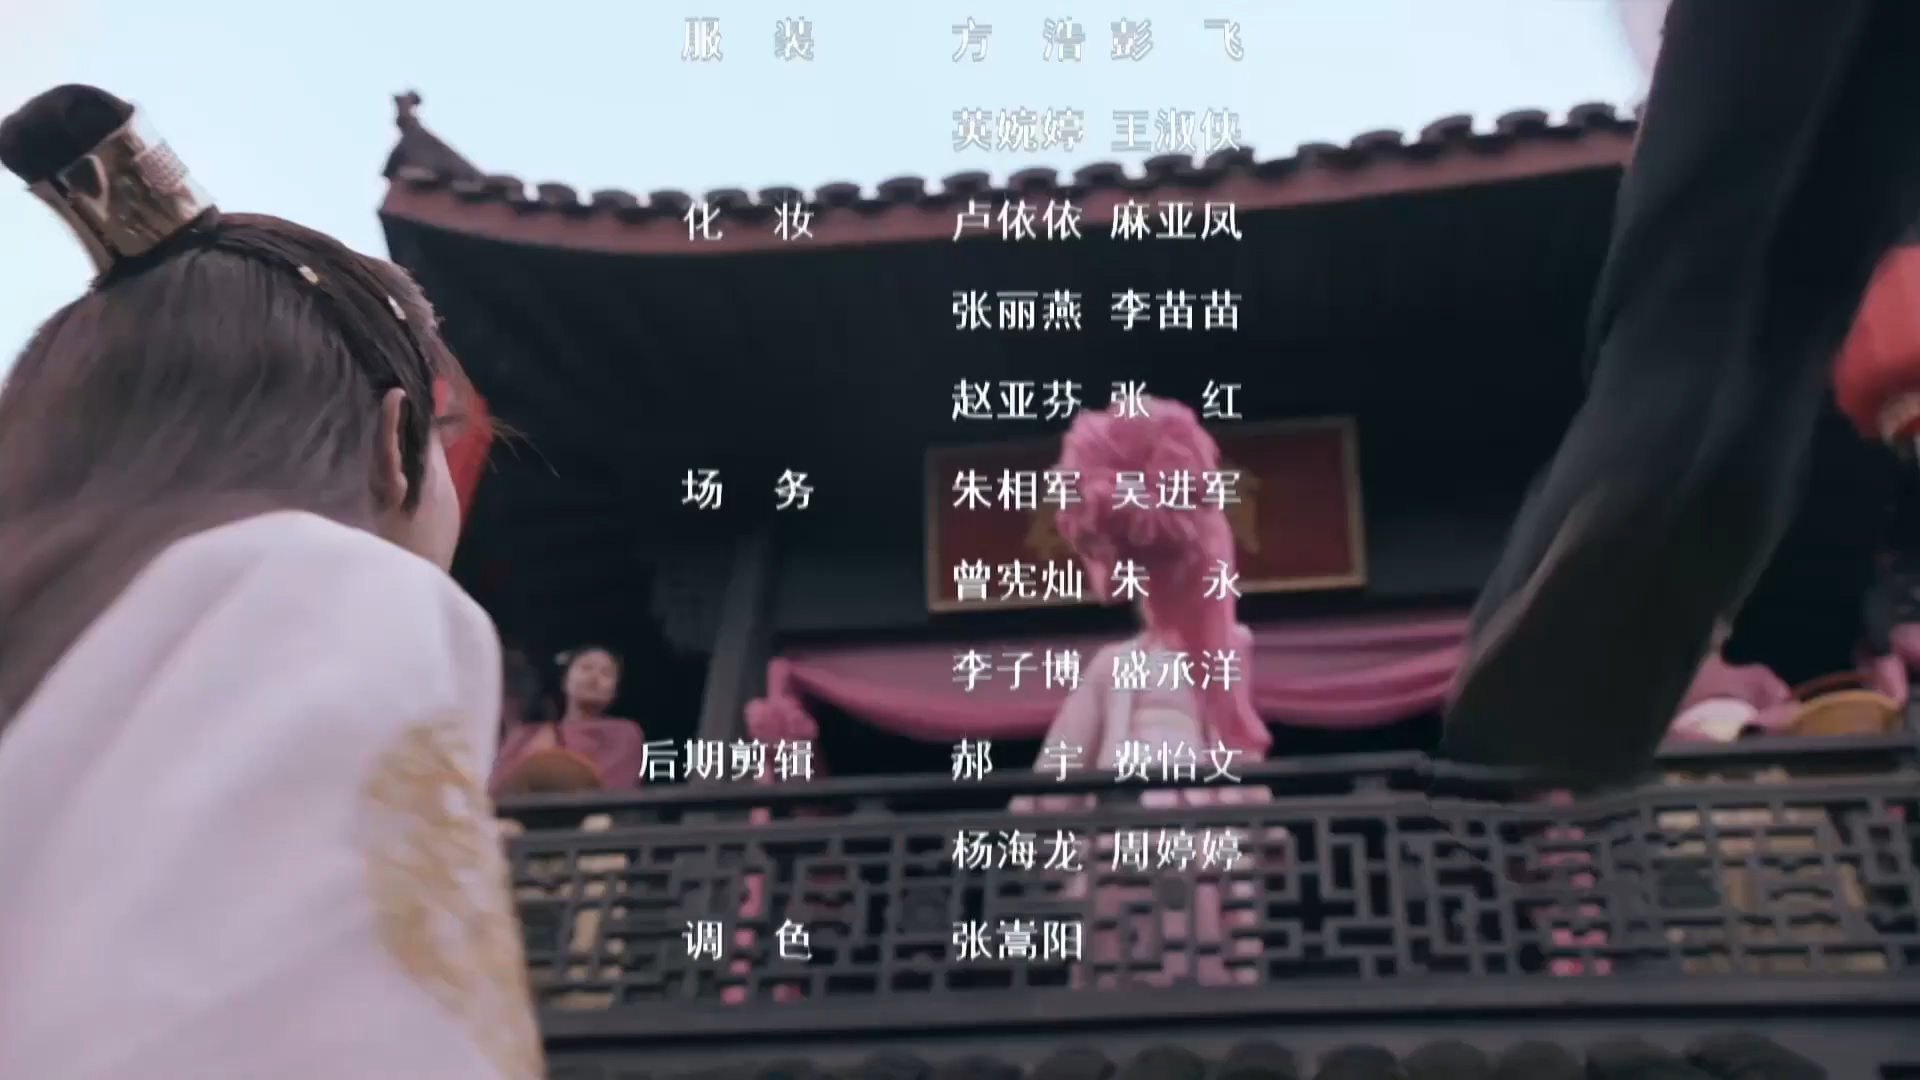 服 装 方 浩 彭 飞
英婉婷 王淑侠
化 妆 卢依依 麻亚凤
张丽燕 李苗苗
赵亚芬 张 红
场 务 朱相军 吴进军
曾宪灿 朱 永
李子博 盛承洋
后期剪辑 郝 宇 费怡文
杨海龙 周婷婷
调 色 张嵩阳